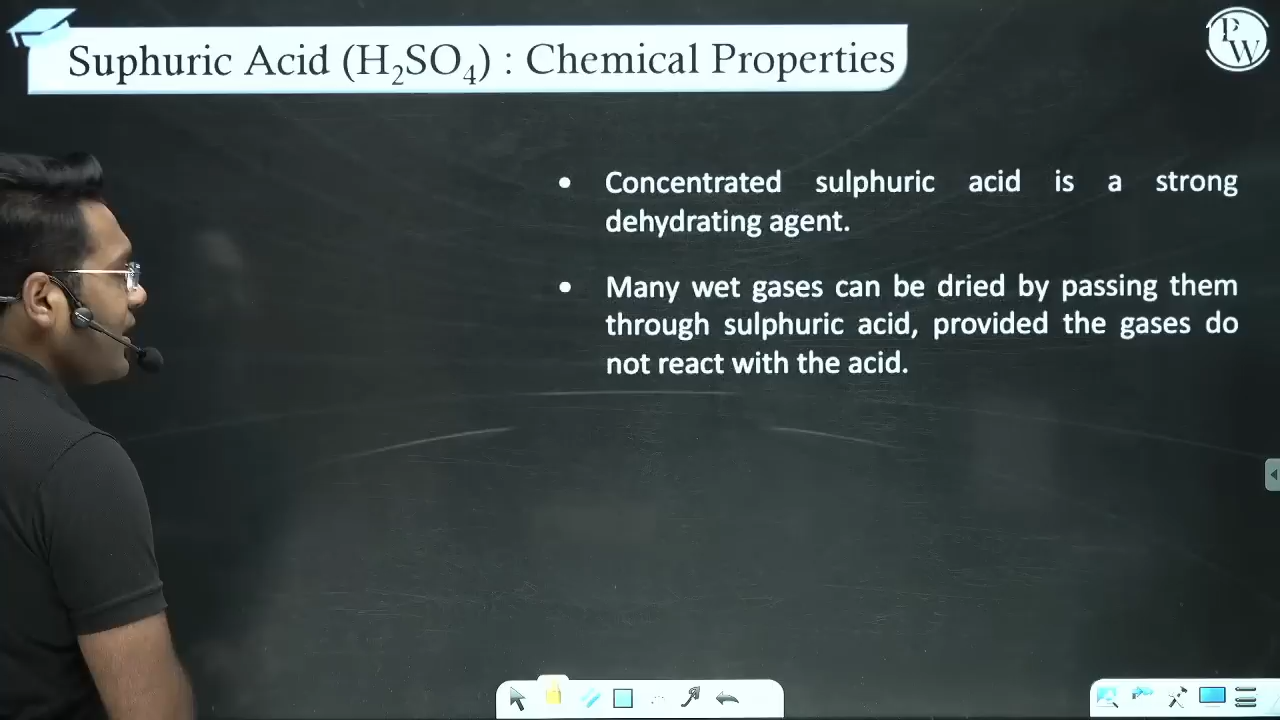 Suphuric Acid (H₂SO₄) : Chemical Properties
PW
• Concentrated sulphuric acid is a strong
dehydrating agent.
• Many wet gases can be dried by passing them
through sulphuric acid, provided the gases do
not react with the acid.